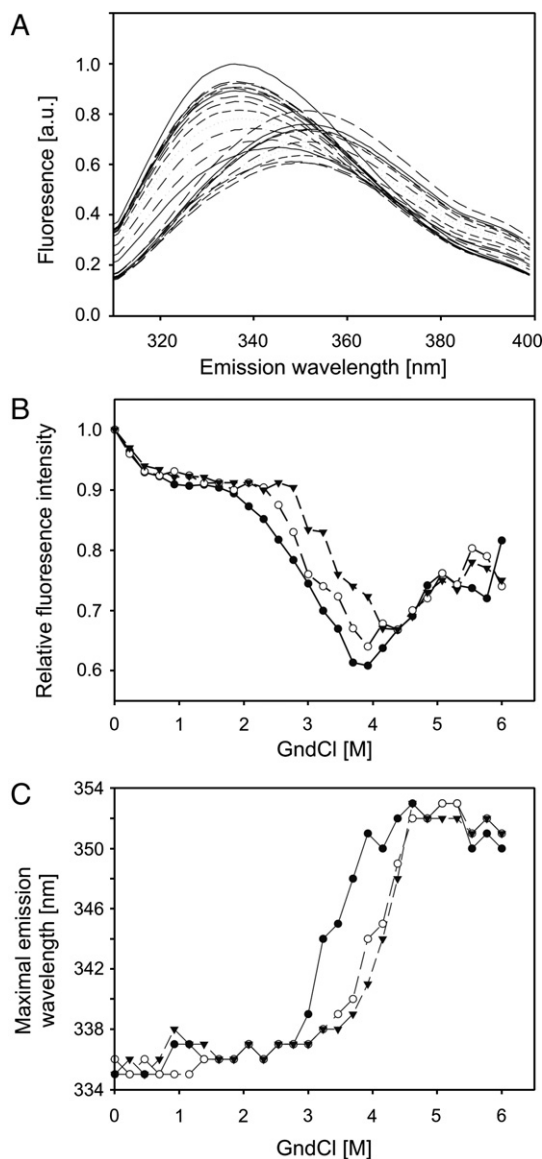 A
1.0
0.8
0.6
0.4
0.2
0.0
Fluoresence [a.u.]
320 340 360 380 400
Emission wavelength [nm]
B
1.0
0.9
0.8
0.7
0.6
Relative fluoresence intensity
0 1 2 3 4 5 6
GndCl [M]
C
354
350
346
342
338
334
Maximal emission
wavelength [nm]
0 1 2 3 4 5 6
GndCl [M]